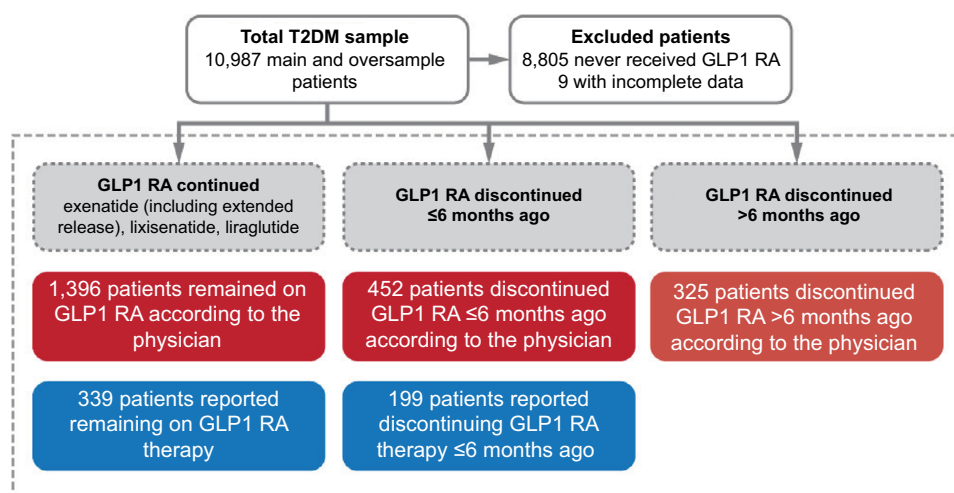 Total T2DM sample
10,987 main and oversample
patients
Excluded patients
8,805 never received GLP1 RA
9 with incomplete data
GLP1 RA continued
exenatide (including extended
release), lixisenatide, liraglutide
GLP1 RA discontinued
≤6 months ago
GLP1 RA discontinued
>6 months ago
1,396 patients remained on
GLP1 RA according to the
physician
452 patients discontinued
GLP1 RA ≤6 months ago
according to the physician
325 patients discontinued
GLP1 RA >6 months ago
according to the physician
339 patients reported
remaining on GLP1 RA
therapy
199 patients reported
discontinuing GLP1 RA
therapy ≤6 months ago